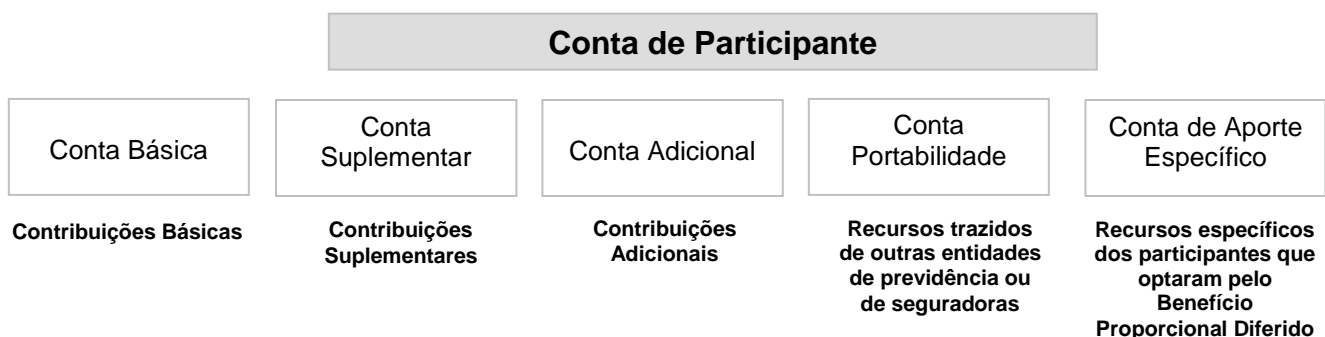 Conta de Participante
Conta Básica
Conta
Suplementar
Conta Adicional
Conta
Portabilidade
Conta de Aporte
Específico
Contribuições Básicas
Contribuições
Suplementares
Contribuições
Adicionais
Recursos trazidos
de outras entidades
de previdência ou
de seguradoras
Recursos específicos
dos participantes que
optaram pelo
Benefício
Proporcional Diferido